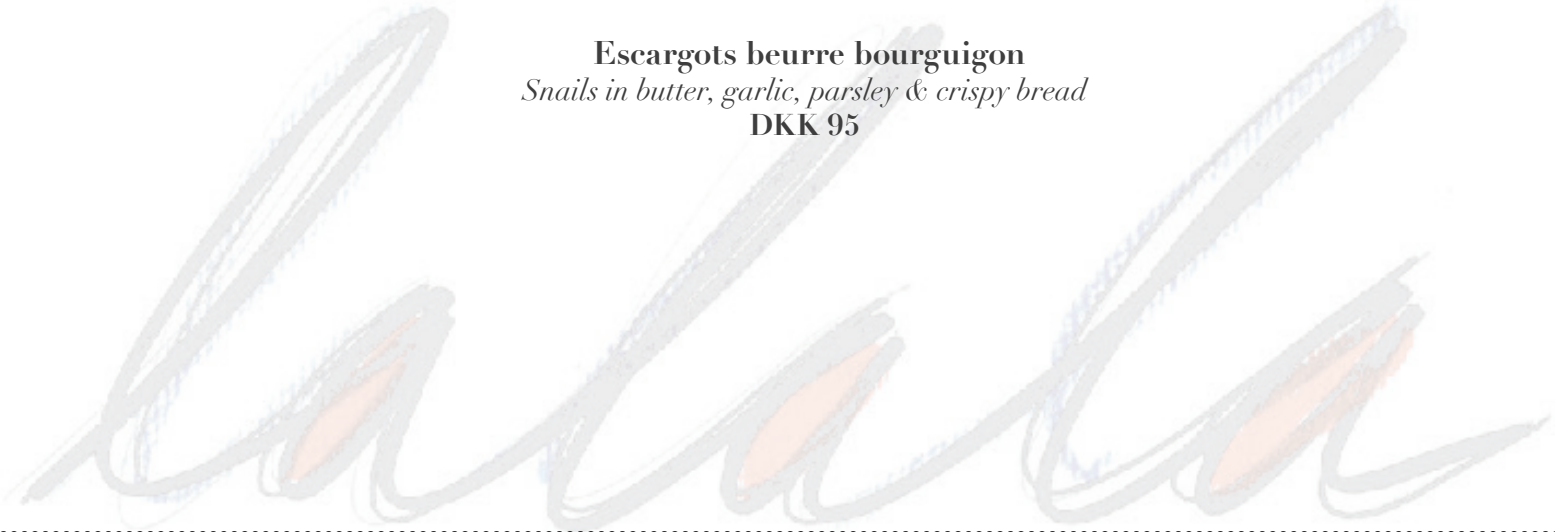 Escargots beurre bourguigon
Snails in butter, garlic, parsley & crispy bread
DKK 95
lalala